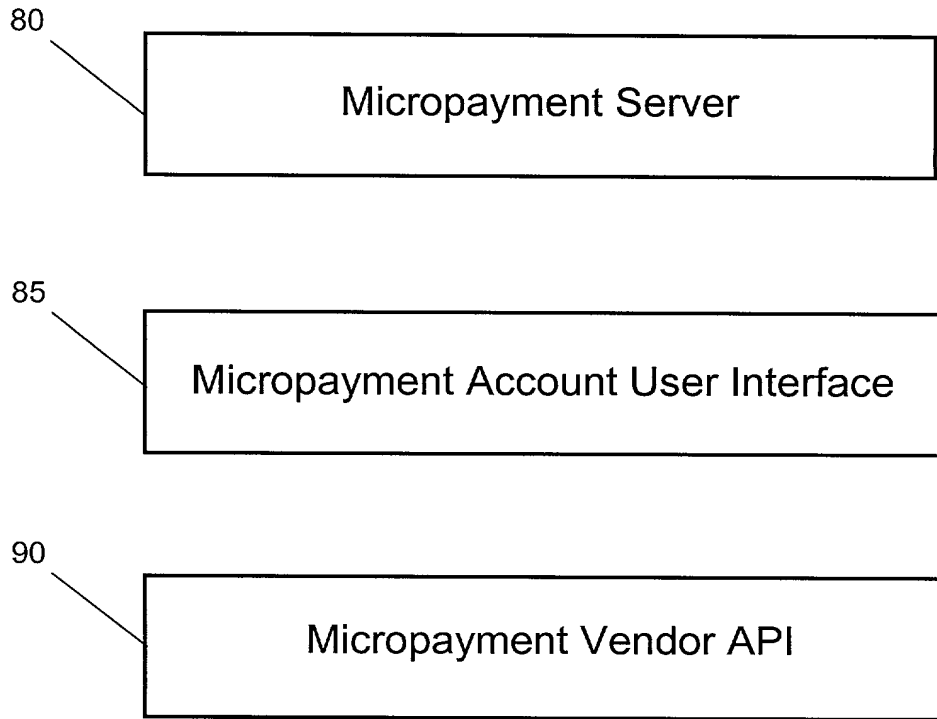 80
Micropayment Server
85
Micropayment Account User Interface
90
Micropayment Vendor API